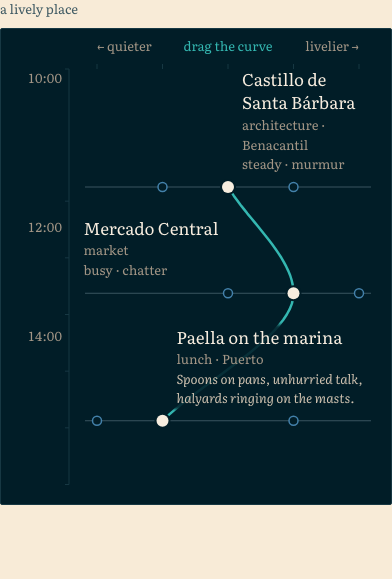 a lively place
← quieter drag the curve livelier →
10:00
Castillo de
Santa Bárbara
architecture ·
Benacantil
steady · murmur
12:00
Mercado Central
market
busy · chatter
14:00
Paella on the marina
lunch · Puerto
Spoons on pans, unhurried talk,
halyards ringing on the masts.